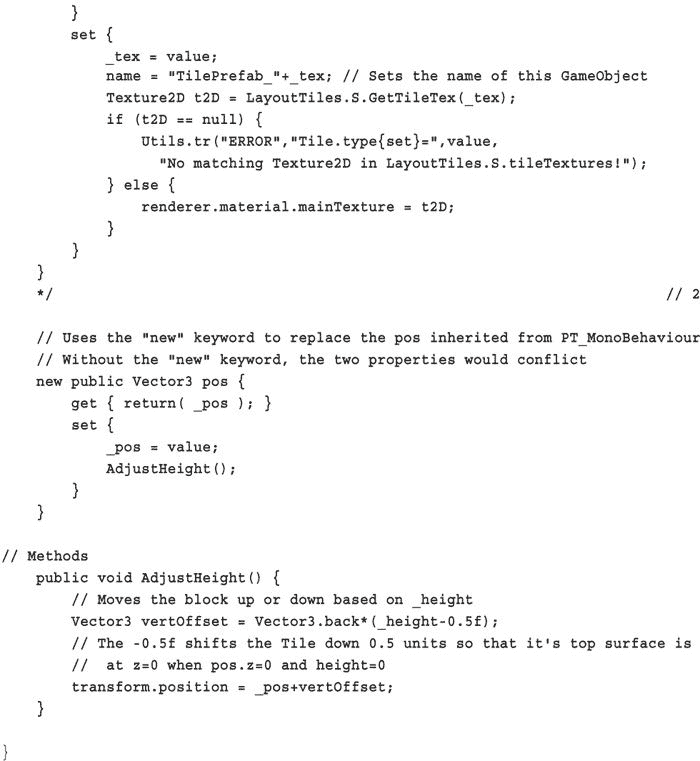 }
        set {
            _tex = value;
            name = "TilePrefab_"+_tex; // Sets the name of this GameObject
            Texture2D t2D = LayoutTiles.S.GetTileTex(_tex);
            if (t2D == null) {
                Utils.tr("ERROR","Tile.type{set}=",value,
                  "No matching Texture2D in LayoutTiles.S.tileTextures!");
            } else {
                renderer.material.mainTexture = t2D;
            }
        }
    }
    */ // 2
    // Uses the "new" keyword to replace the pos inherited from PT_MonoBehaviour
    // Without the "new" keyword, the two properties would conflict
    new public Vector3 pos {
        get { return( _pos ); }
        set {
            _pos = value;
            AdjustHeight();
        }
    }
// Methods
    public void AdjustHeight() {
        // Moves the block up or down based on _height
        Vector3 vertOffset = Vector3.back*(_height-0.5f);
        // The -0.5f shifts the Tile down 0.5 units so that it's top surface is
        //  at z=0 when pos.z=0 and height=0
        transform.position = _pos+vertOffset;
    }
}